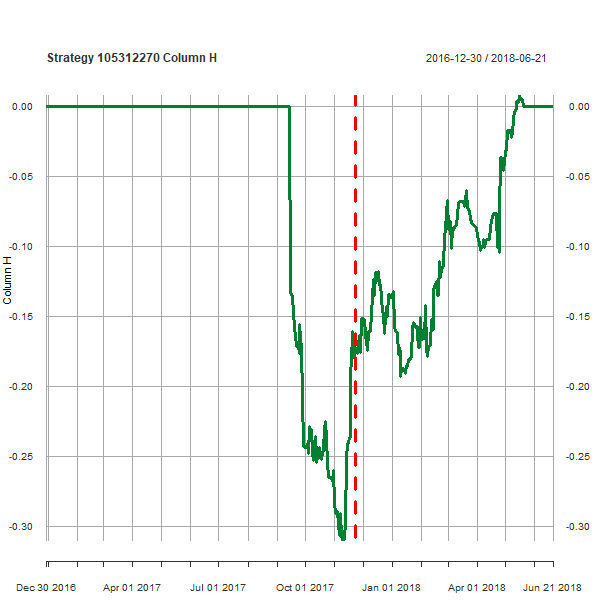 Strategy 105312270 Column H
2016-12-30 / 2018-06-21
0.00
0.00
-0.05
-0.05
-0.10
-0.10
-0.15
-0.15
-0.20
-0.20
-0.25
-0.25
-0.30
-0.30
Column H
Dec 30 2016
Apr 01 2017
Jul 01 2017
Oct 01 2017
Jan 01 2018
Apr 01 2018
Jun 21 2018